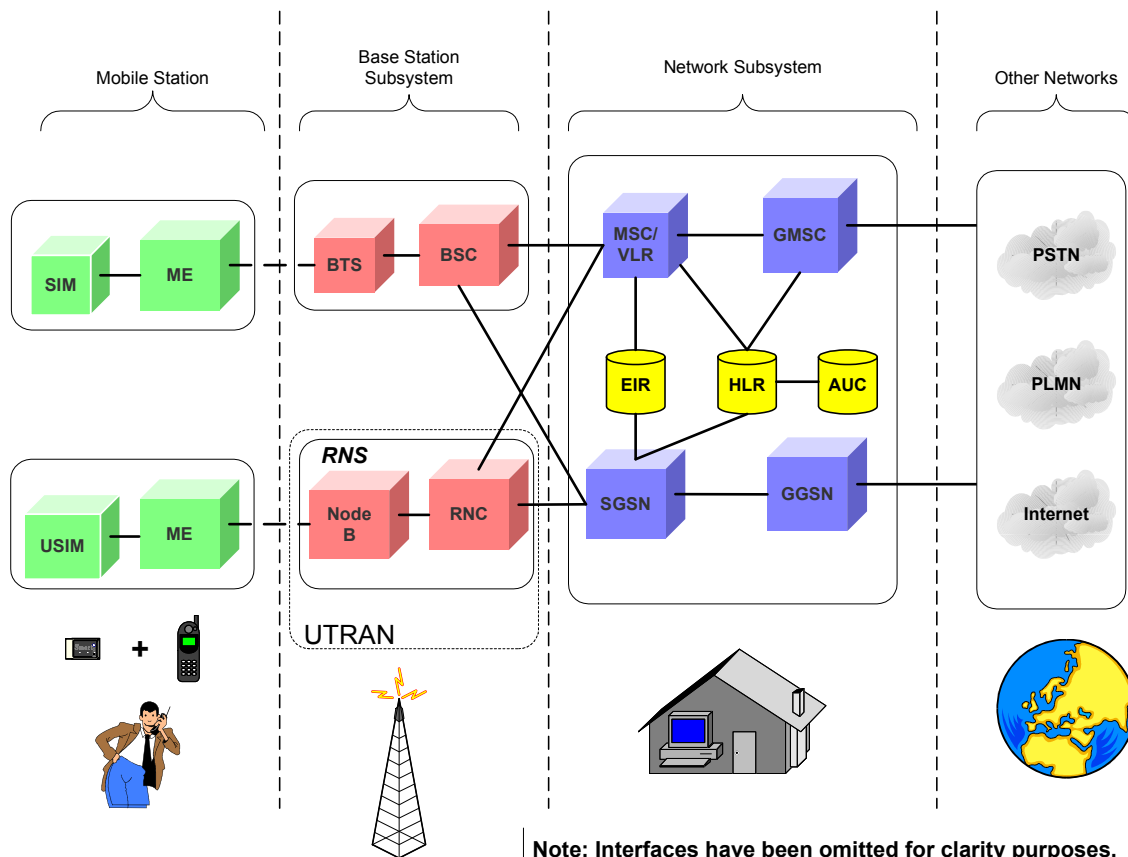 Mobile Station
Base Station
Subsystem
Network Subsystem
Other Networks
SIM
ME
BTS
BSC
MSC/
VLR
GMSC
PSTN
EIR
HLR
AUC
PLMN
RNS
USIM
ME
Node
B
RNC
SGSN
GGSN
Internet
UTRAN
+
Note: Interfaces have been omitted for clarity purposes.